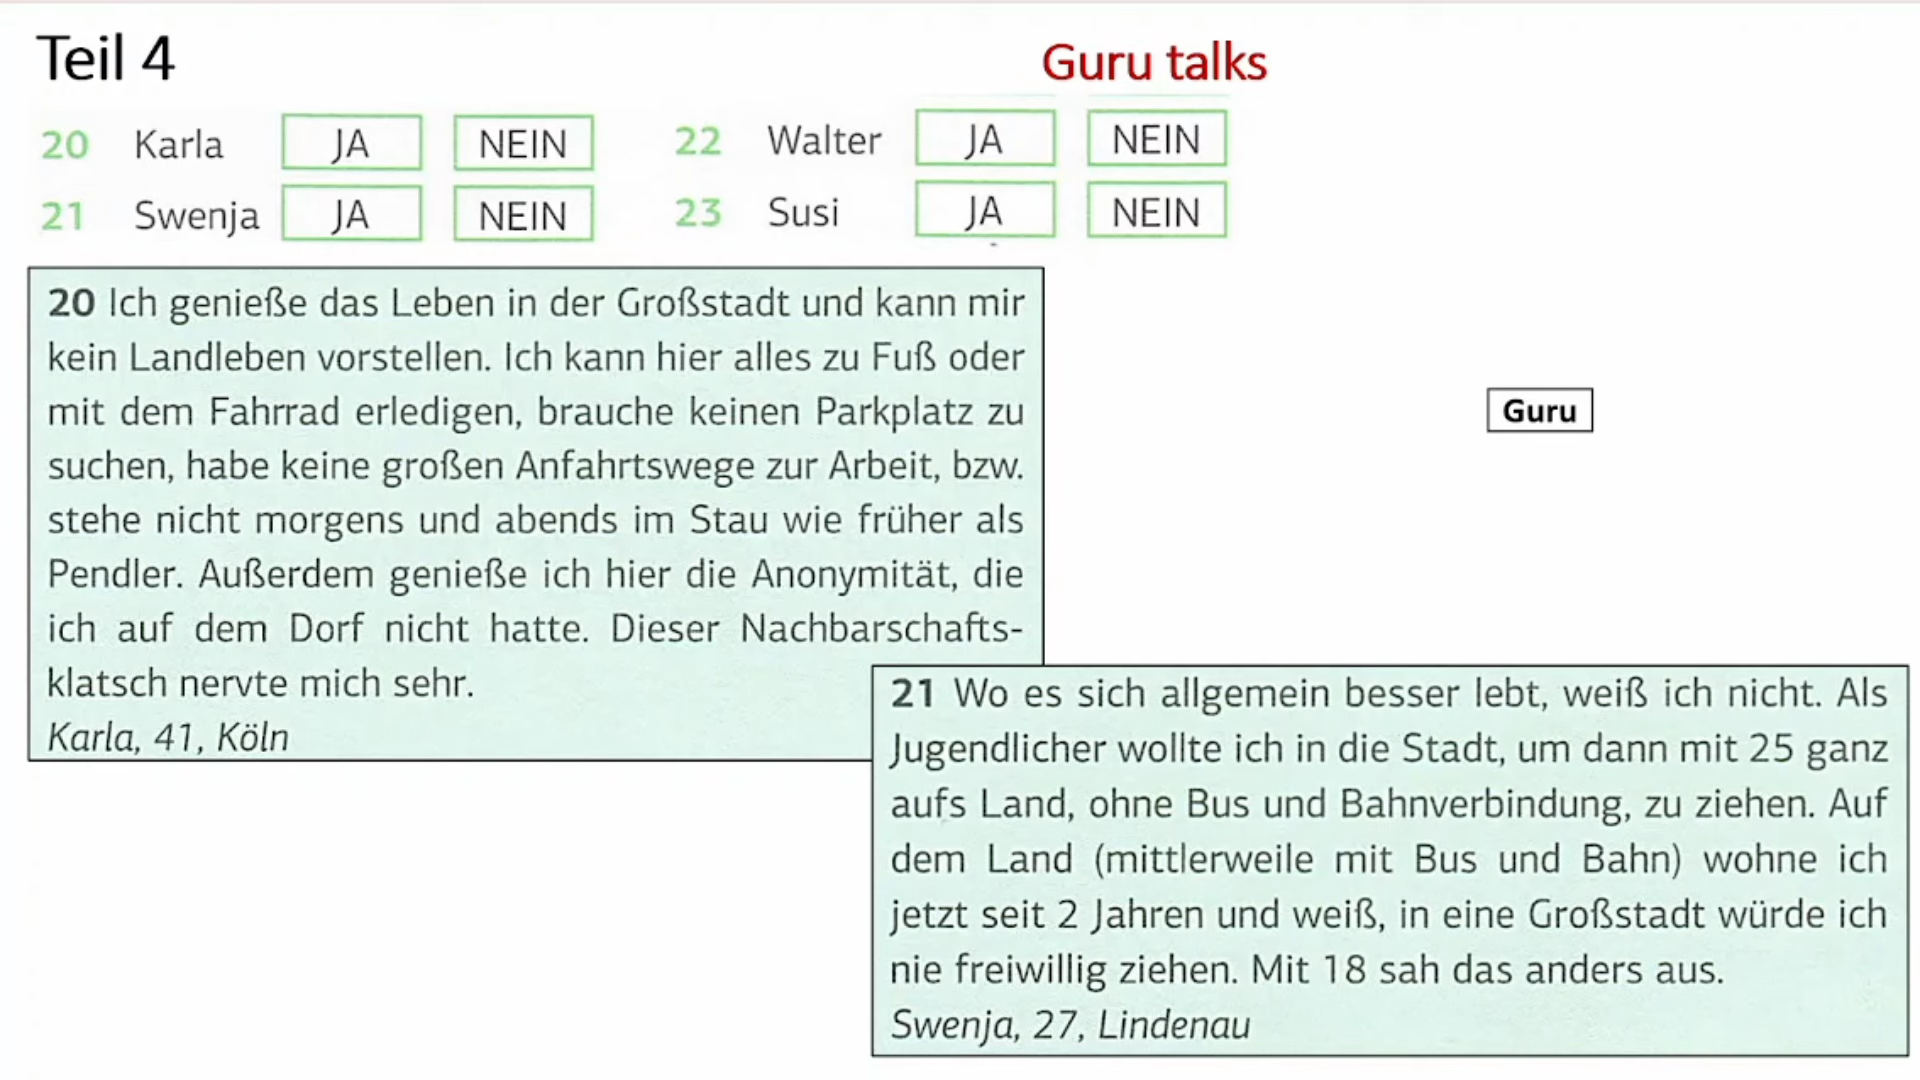 Teil 4
Guru talks
20 Karla JA NEIN
22 Walter JA NEIN
21 Swenja JA NEIN
23 Susi JA NEIN
20 Ich genieße das Leben in der Großstadt und kann mir
kein Landleben vorstellen. Ich kann hier alles zu Fuß oder
mit dem Fahrrad erledigen, brauche keinen Parkplatz zu
suchen, habe keine großen Anfahrtswege zur Arbeit, bzw.
stehe nicht morgens und abends im Stau wie früher als
Pendler. Außerdem genieße ich hier die Anonymität, die
ich auf dem Dorf nicht hatte. Dieser Nachbarschafts-
klatsch nervte mich sehr.
Karla, 41, Köln
Guru
21 Wo es sich allgemein besser lebt, weiß ich nicht. Als
Jugendlicher wollte ich in die Stadt, um dann mit 25 ganz
aufs Land, ohne Bus und Bahnverbindung, zu ziehen. Auf
dem Land (mittlerweile mit Bus und Bahn) wohne ich
jetzt seit 2 Jahren und weiß, in eine Großstadt würde ich
nie freiwillig ziehen. Mit 18 sah das anders aus.
Swenja, 27, Lindenau